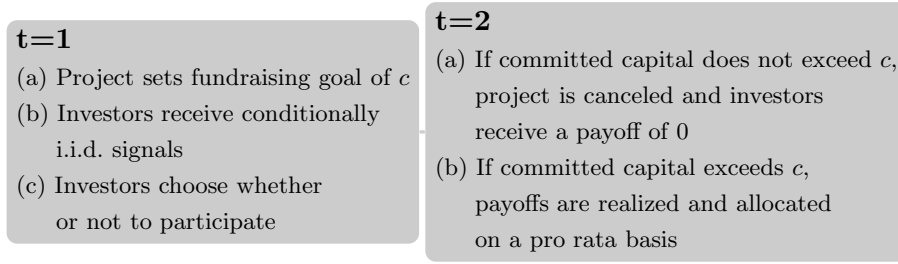 t=1
(a) Project sets fundraising goal of c
(b) Investors receive conditionally
i.i.d. signals
(c) Investors choose whether
or not to participate
t=2
(a) If committed capital does not exceed c,
project is canceled and investors
receive a payoff of 0
(b) If committed capital exceeds c,
payoffs are realized and allocated
on a pro rata basis